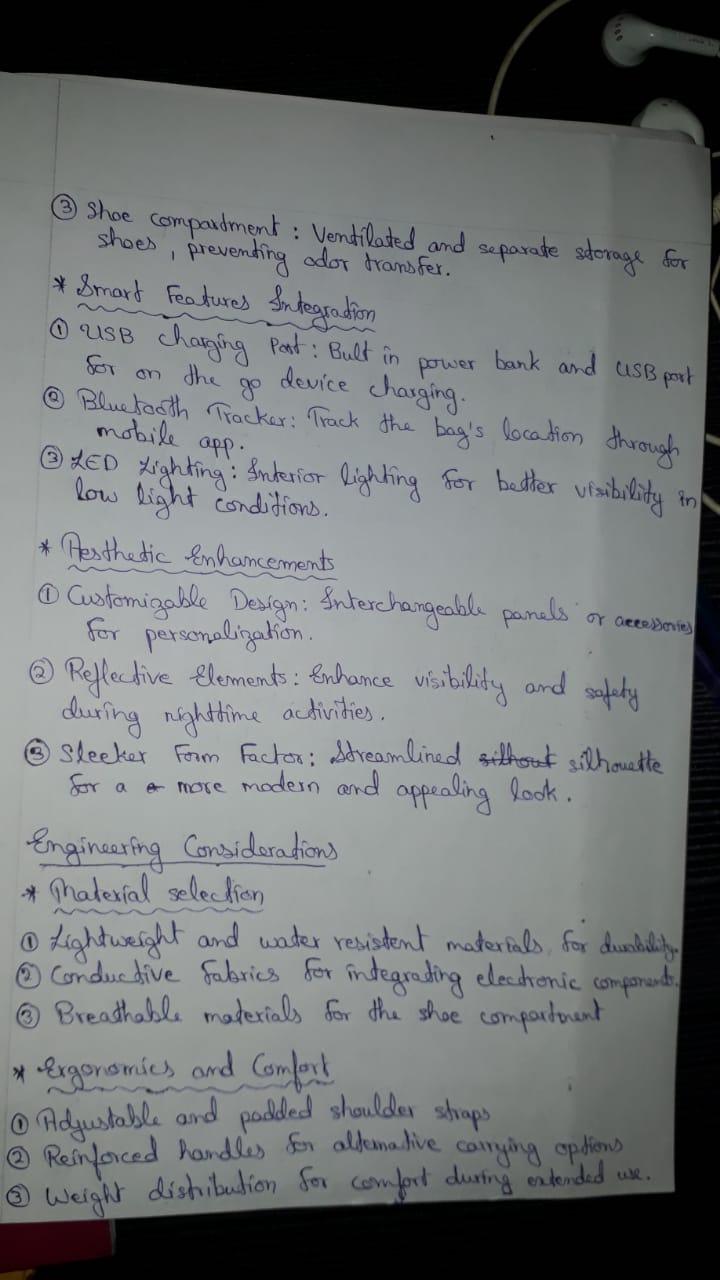 ③ Shoe compartment : Ventilated and separate storage for
shoes, preventing odor transfer.
* Smart Features Integration
① USB charging Port : Bult in power bank and USB port
for on the go device charging.
② Bluetooth Tracker: Track the bag's location through
mobile app.
③ LED Lighting : Interior lighting for better visibility in
low light conditions.
* Aesthetic Enhancements
① Customizable Design: Interchangeable panels or accessories
for personalization.
② Reflective Elements: Enhance visibility and safety
during nighttime activities.
③ Sleeker Form Factor: Streamlined silhout silhouette
for a a more modern and appealing look.
Engineering Considerations
* Material selection
① Lightweight and water resistent materials for durability.
② Conductive fabrics for integrating electronic components.
③ Breathable materials for the shoe compartment
* Ergonomics and Comfort
① Adjustable and padded shoulder straps
② Reinforced handles for alternative carrying options
③ Weight distribution for comfort during extended use.